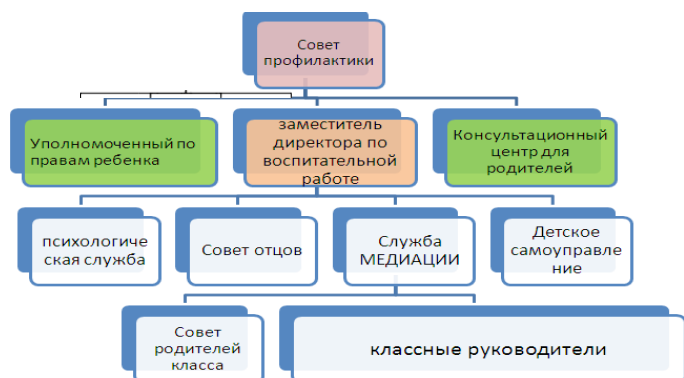 Совет
профилактики
Уполномоченный по
правам ребенка
заместитель
директора по
воспитательной
работе
Консультационный
центр для
родителей
психологиче
ская служба
Совет отцов
Служба
МЕДИАЦИИ
Детское
самоуправле
ние
Совет
родителей
класса
классные руководители